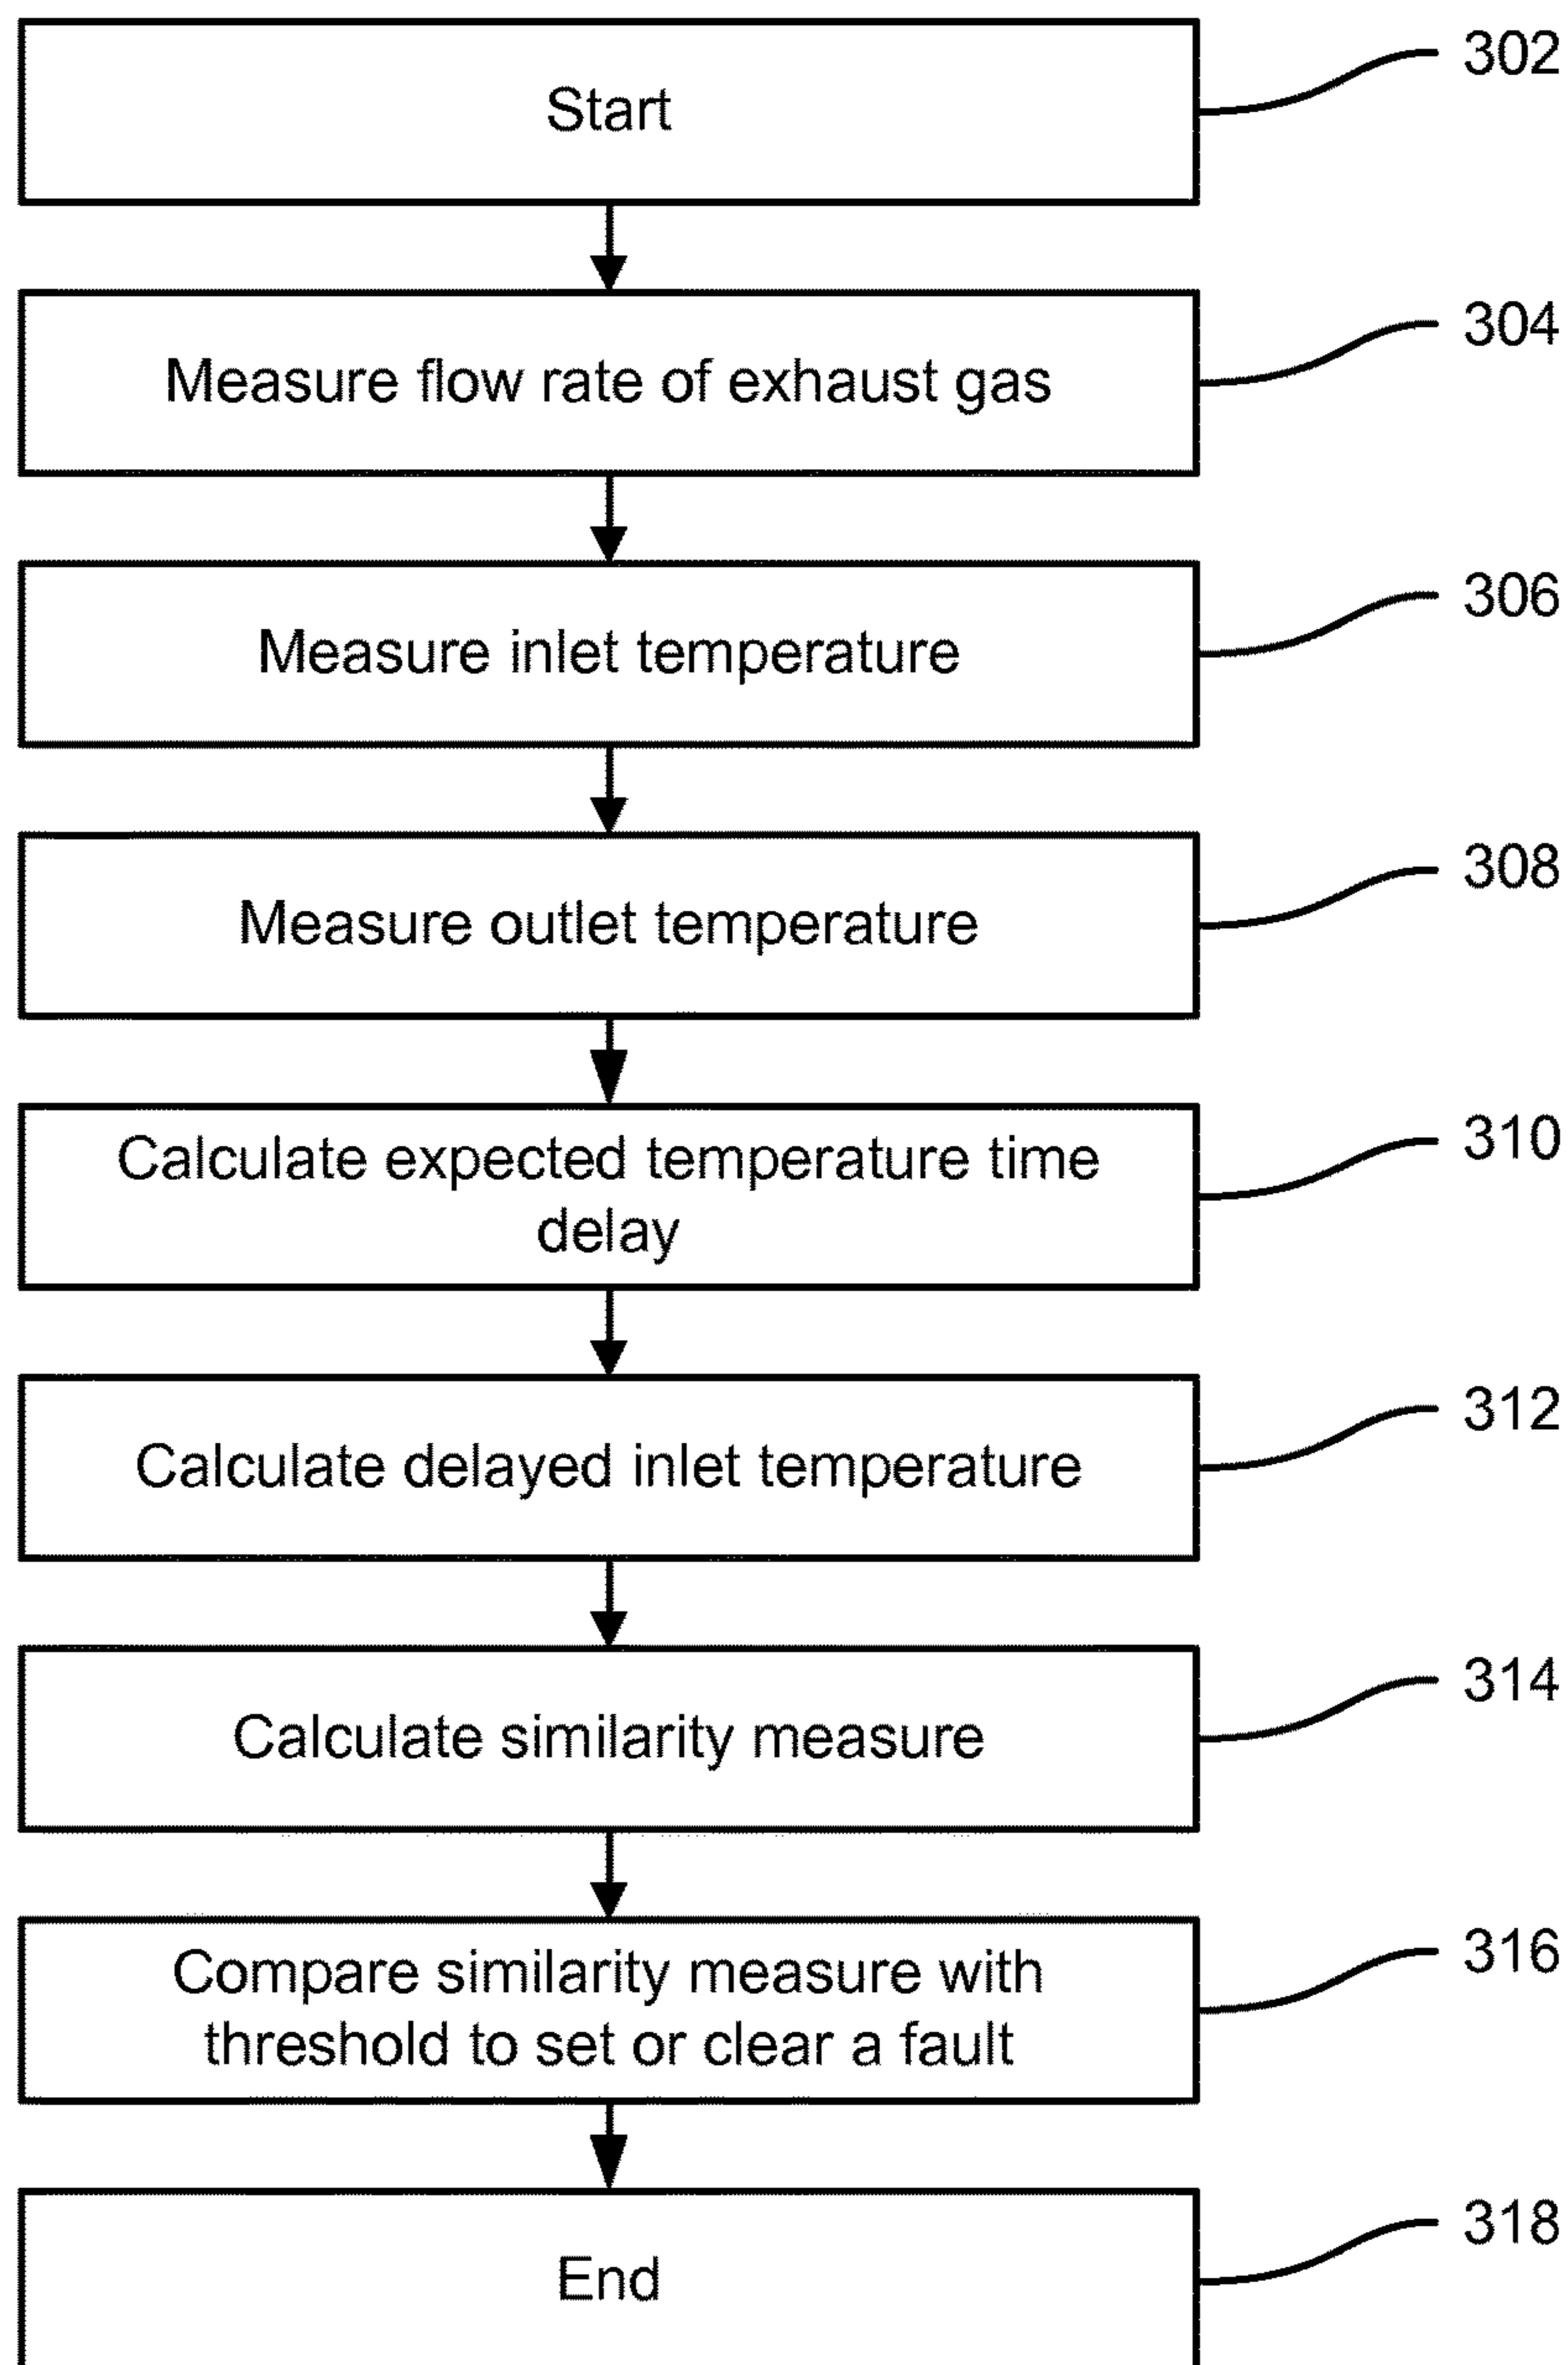 Start
302
Measure flow rate of exhaust gas
304
Measure inlet temperature
306
Measure outlet temperature
308
Calculate expected temperature time
delay
310
Calculate delayed inlet temperature
312
Calculate similarity measure
314
Compare similarity measure with
threshold to set or clear a fault
316
End
318